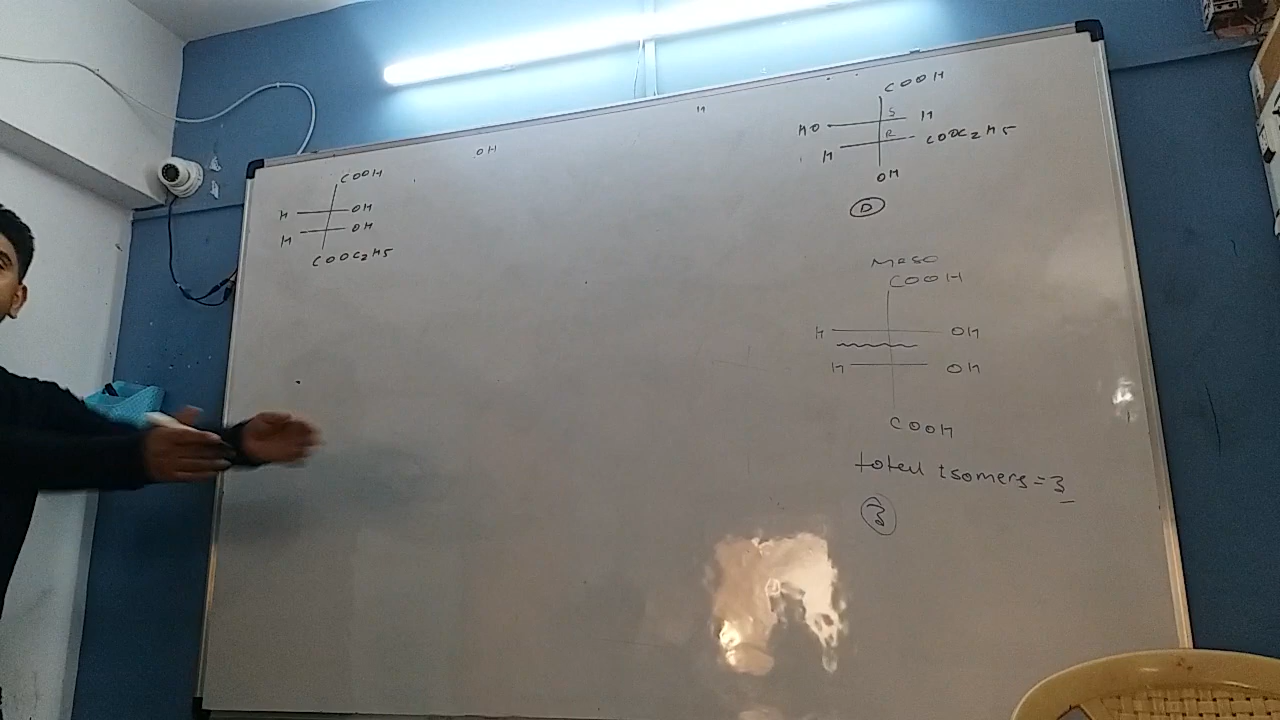 COOH
H OH
H OH
COOC2H5
OH
H
COOH
S
HO H
R
H COOC2H5
OH
D
Meso
COOH
H OH
H OH
COOH
total isomers = 3
3